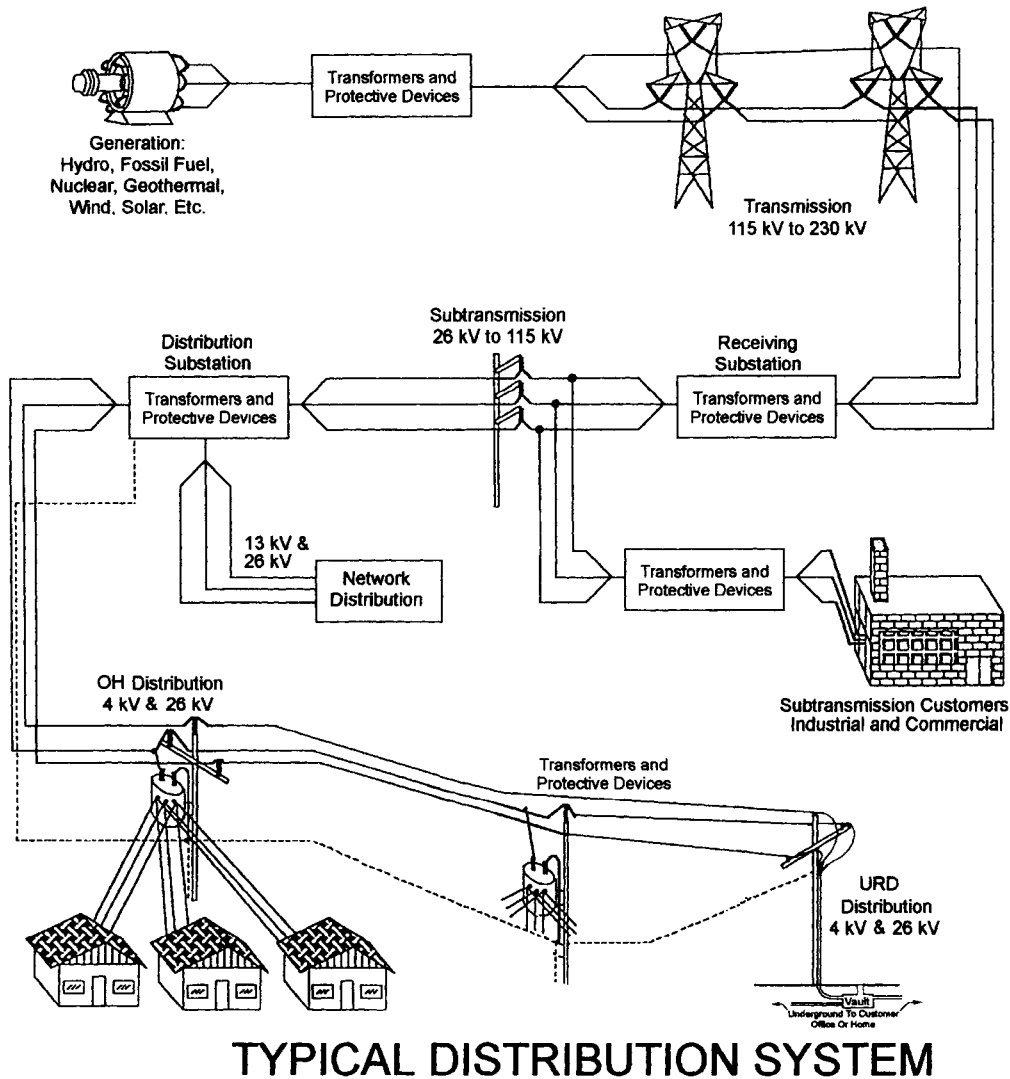 Transformers and
Protective Devices
Generation:
Hydro, Fossil Fuel,
Nuclear, Geothermal,
Wind, Solar, Etc.
Transmission
115 kV to 230 kV
Subtransmission
26 kV to 115 kV
Distribution
Substation
Receiving
Substation
Transformers and
Protective Devices
Transformers and
Protective Devices
13 kV &
26 kV
Network
Distribution
Transformers and
Protective Devices
Subtransmission Customers
Industrial and Commercial
OH Distribution
4 kV & 26 kV
Transformers and
Protective Devices
URD
Distribution
4 kV & 26 kV
Vault
Underground To Customer
Office Or Home
TYPICAL DISTRIBUTION SYSTEM